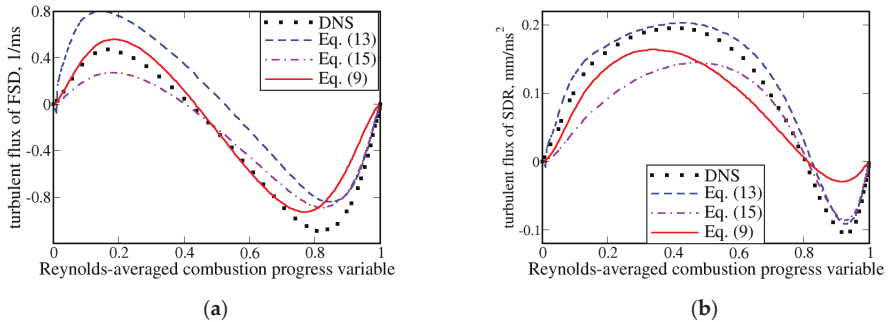 turbulent flux of FSD, 1/ms
0.8
0.4
0
-0.4
-0.8
DNS
Eq. (13)
Eq. (15)
Eq. (9)
0 0.2 0.4 0.6 0.8 1
Reynolds-averaged combustion progress variable
(a)
turbulent flux of SDR, mm/ms²
0.2
0.1
0
-0.1
DNS
Eq. (13)
Eq. (15)
Eq. (9)
0 0.2 0.4 0.6 0.8 1
Reynolds-averaged combustion progress variable
(b)